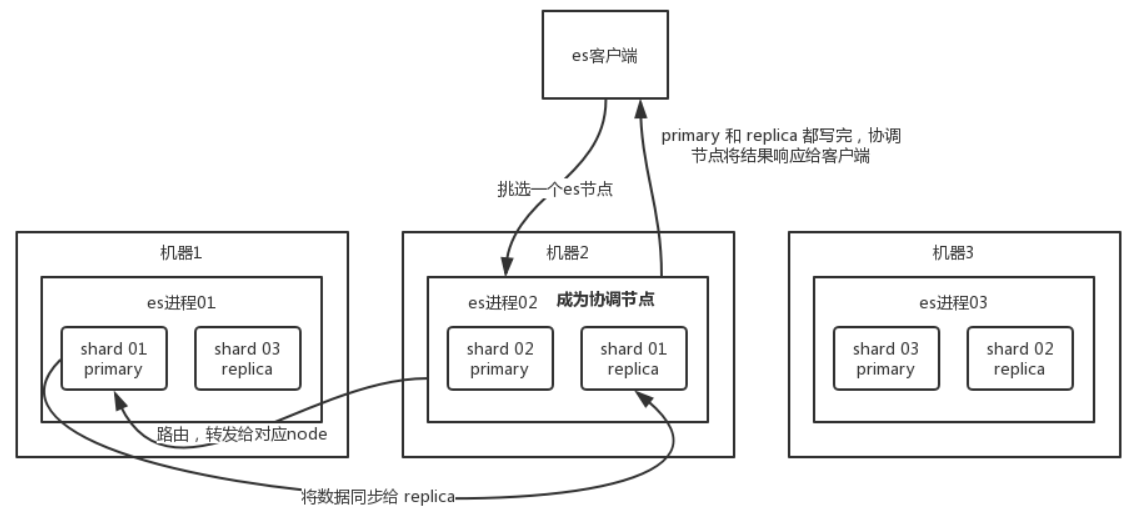 es客户端
primary 和 replica 都写完，协调
节点将结果响应给客户端
挑选一个es节点
机器1
es进程01
shard 01
primary
shard 03
replica
机器2
es进程02
成为协调节点
shard 02
primary
shard 01
replica
机器3
es进程03
shard 03
primary
shard 02
replica
路由，转发给对应node
将数据同步给 replica